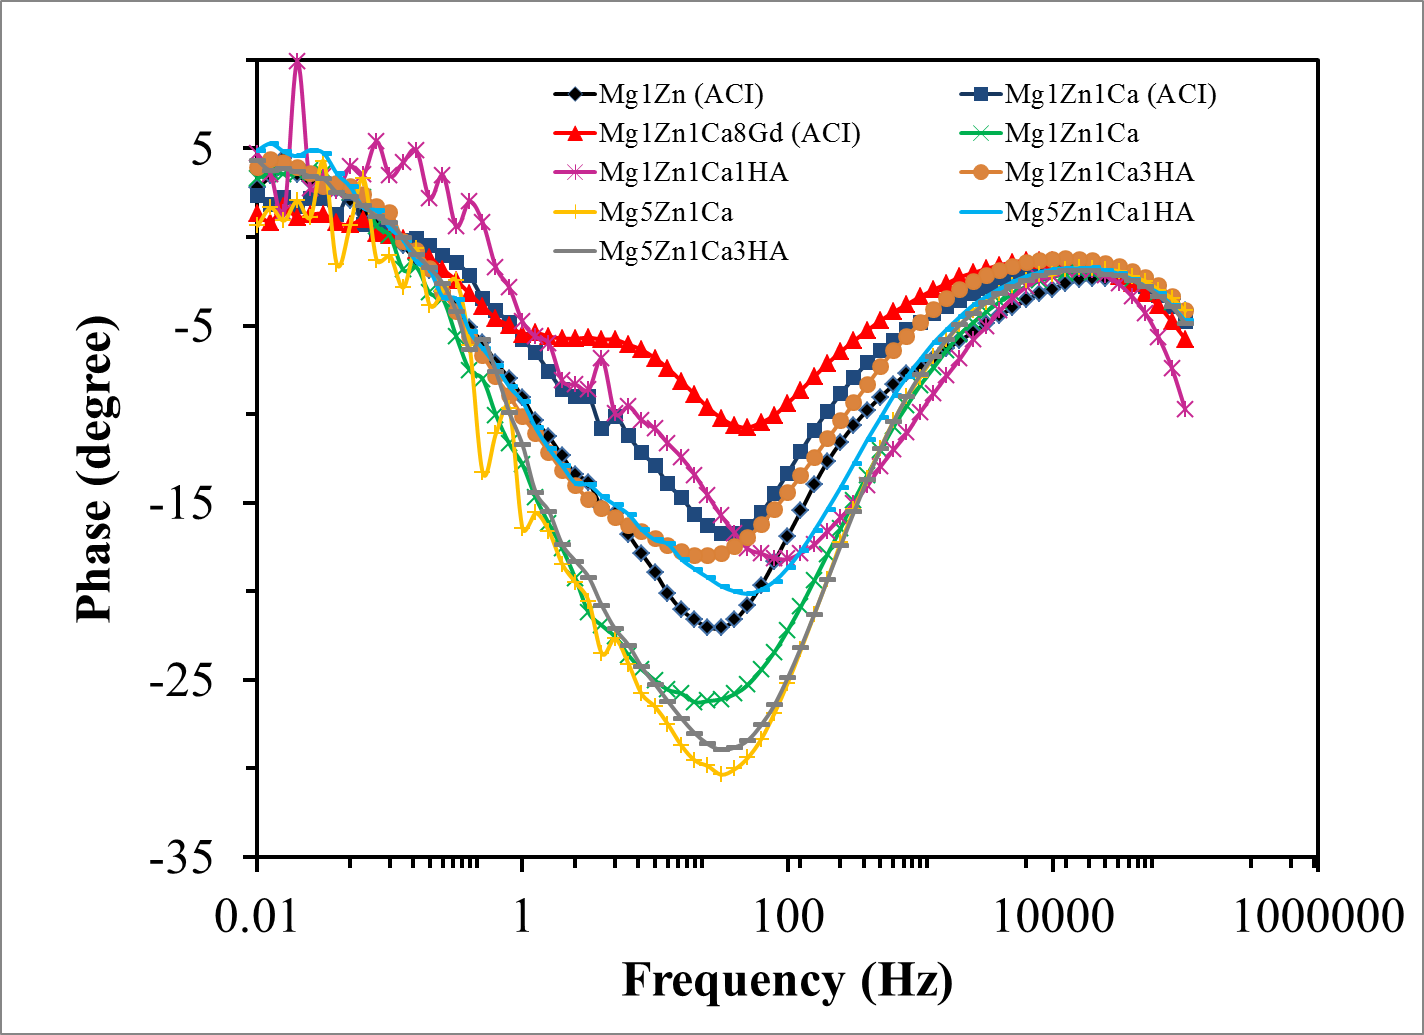 Mg1Zn (ACI) Mg1Zn1Ca (ACI)
Mg1Zn1Ca8Gd (ACI) Mg1Zn1Ca
Mg1Zn1Ca1HA Mg1Zn1Ca3HA
Mg5Zn1Ca Mg5Zn1Ca1HA
Mg5Zn1Ca3HA
Phase (degree)
5
-5
-15
-25
-35
0.01 1 100 10000 1000000
Frequency (Hz)